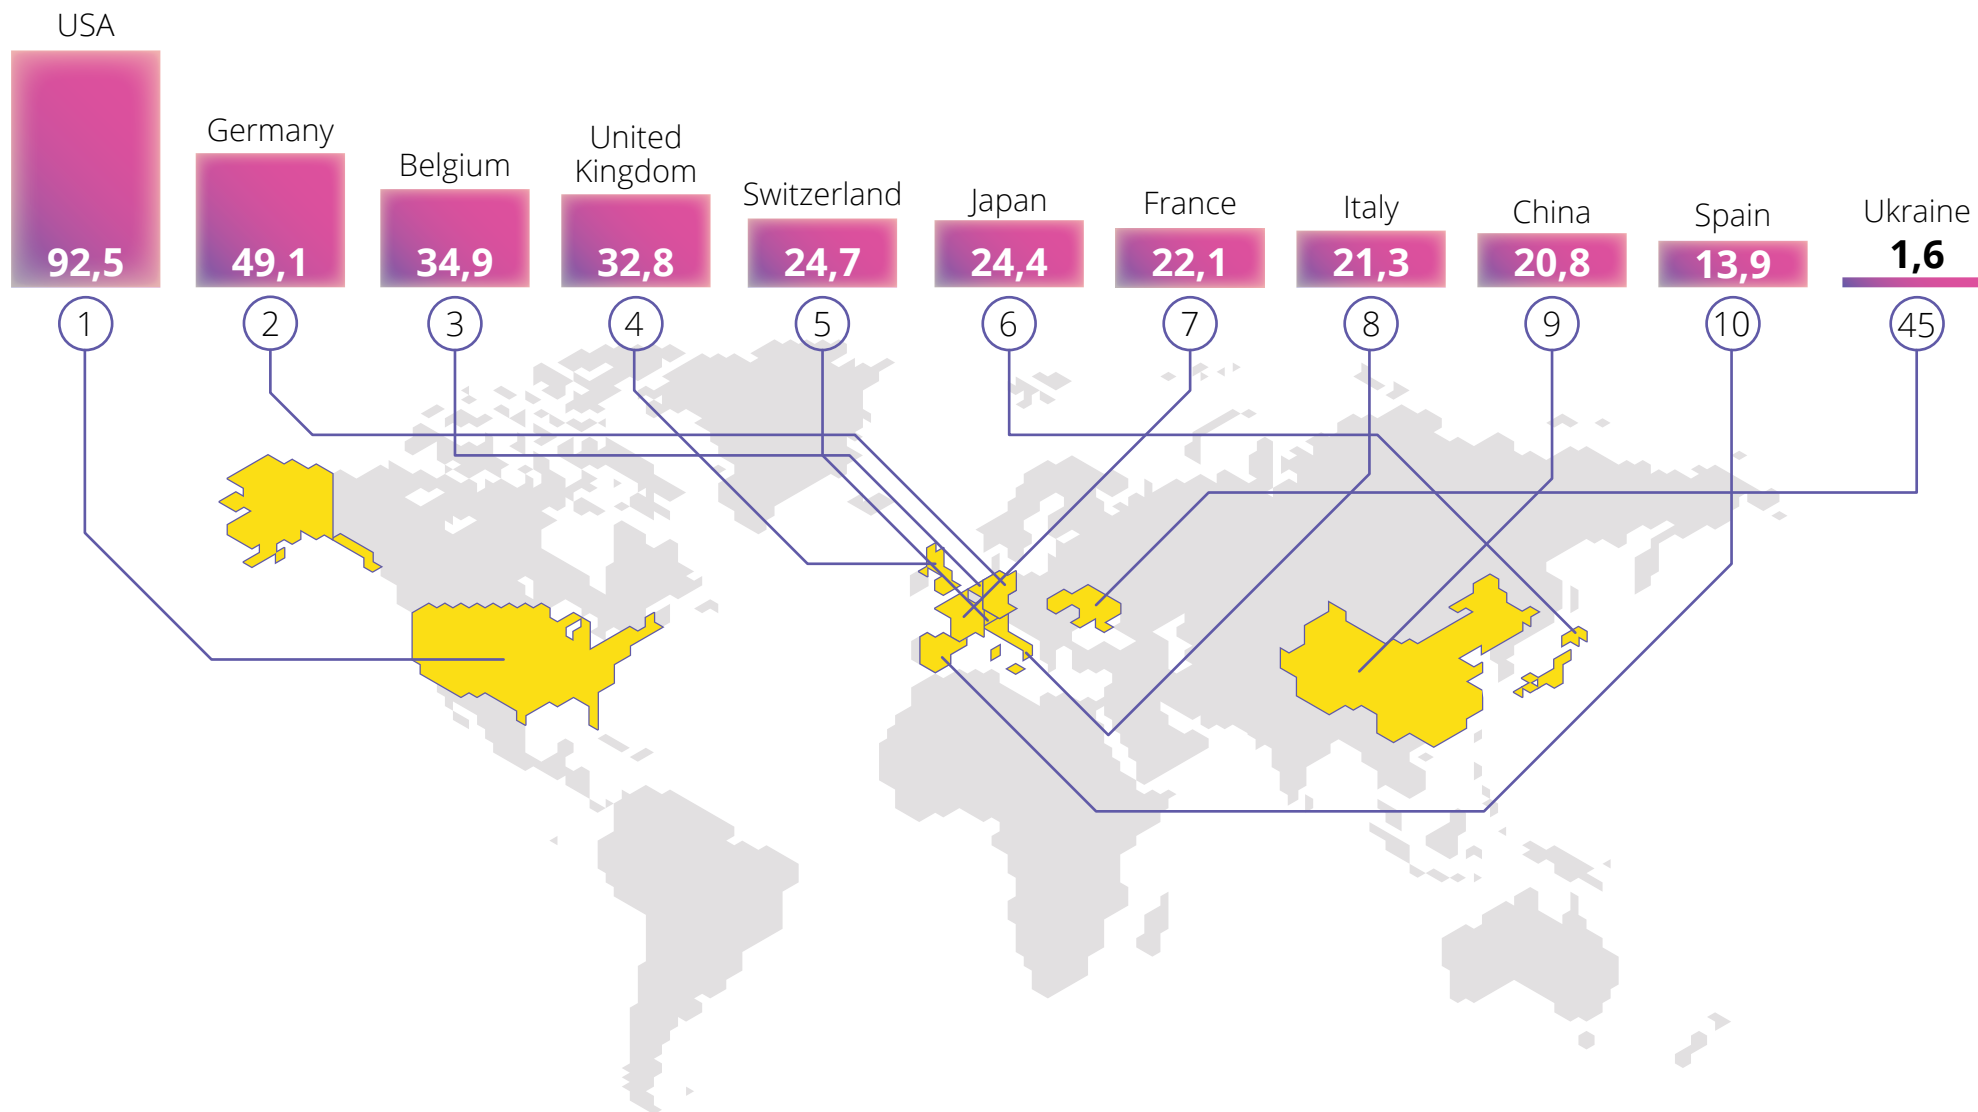 USA
92,5
1
Germany
49,1
2
Belgium
34,9
3
United
Kingdom
32,8
4
Switzerland
24,7
5
Japan
24,4
6
France
22,1
7
Italy
21,3
8
China
20,8
9
Spain
13,9
10
Ukraine
1,6
45